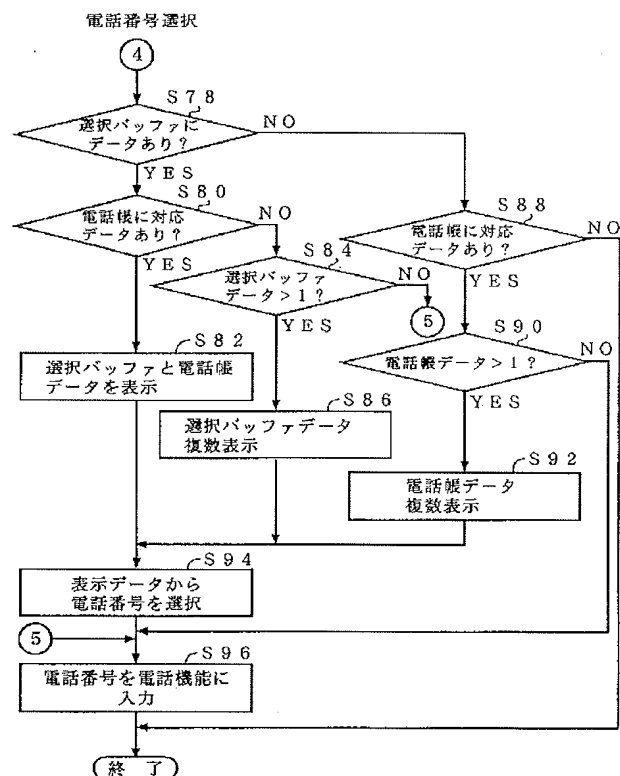 電話番号選択
4
S78
選択バッファに
データあり?
NO
YES
S80
電話帳に対応
データあり?
NO
YES
S88
電話帳に対応
データあり?
NO
YES
S84
選択バッファ
データ>1?
NO
YES
5
S90
電話帳データ>1?
NO
YES
S82
選択バッファと電話帳
データを表示
S86
選択バッファデータ
複数表示
S92
電話帳データ
複数表示
S94
表示データから
電話番号を選択
5
S96
電話番号を電話機能に
入力
終 了